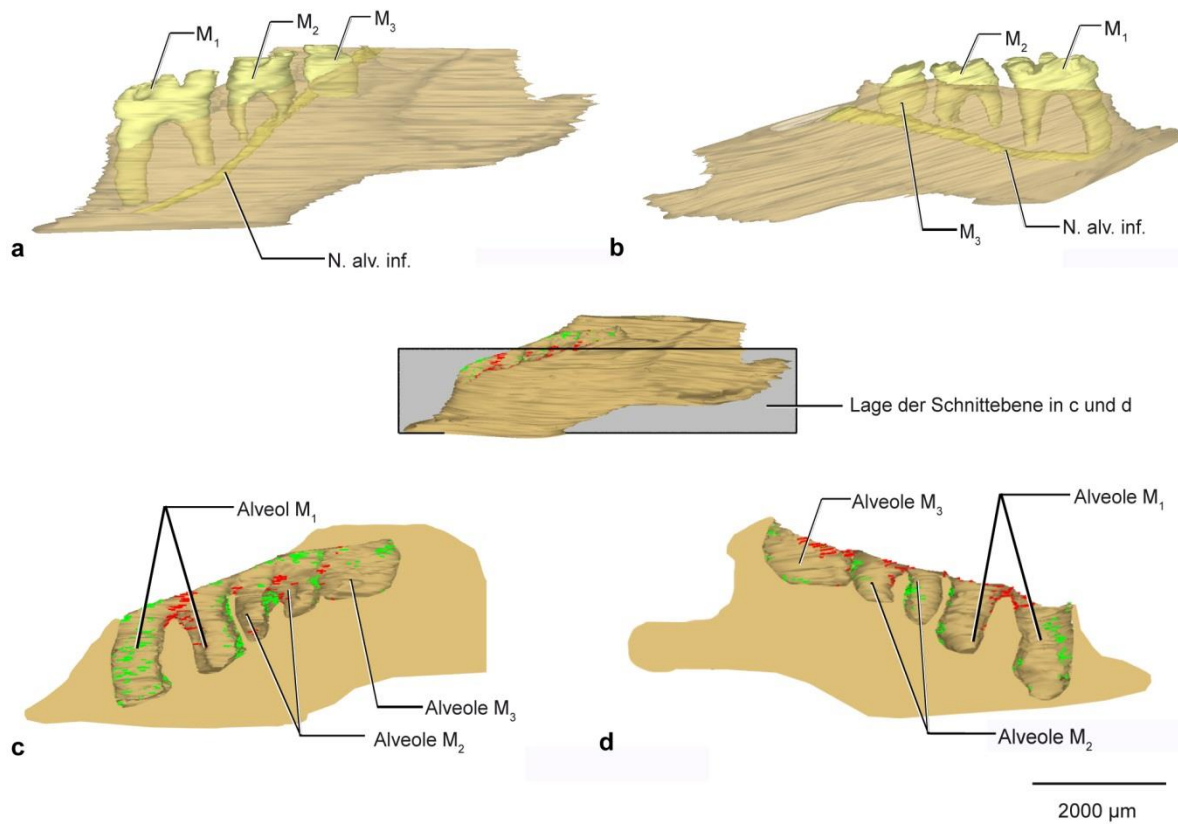 M₁
M₂
M₃
N. alv. inf.
a
M₂
M₁
M₃
N. alv. inf.
b
Lage der Schnittebene in c und d
Alveol M₁
Alveole M₃
Alveole M₂
c
Alveole M₃
Alveole M₁
Alveole M₂
d
2000 µm